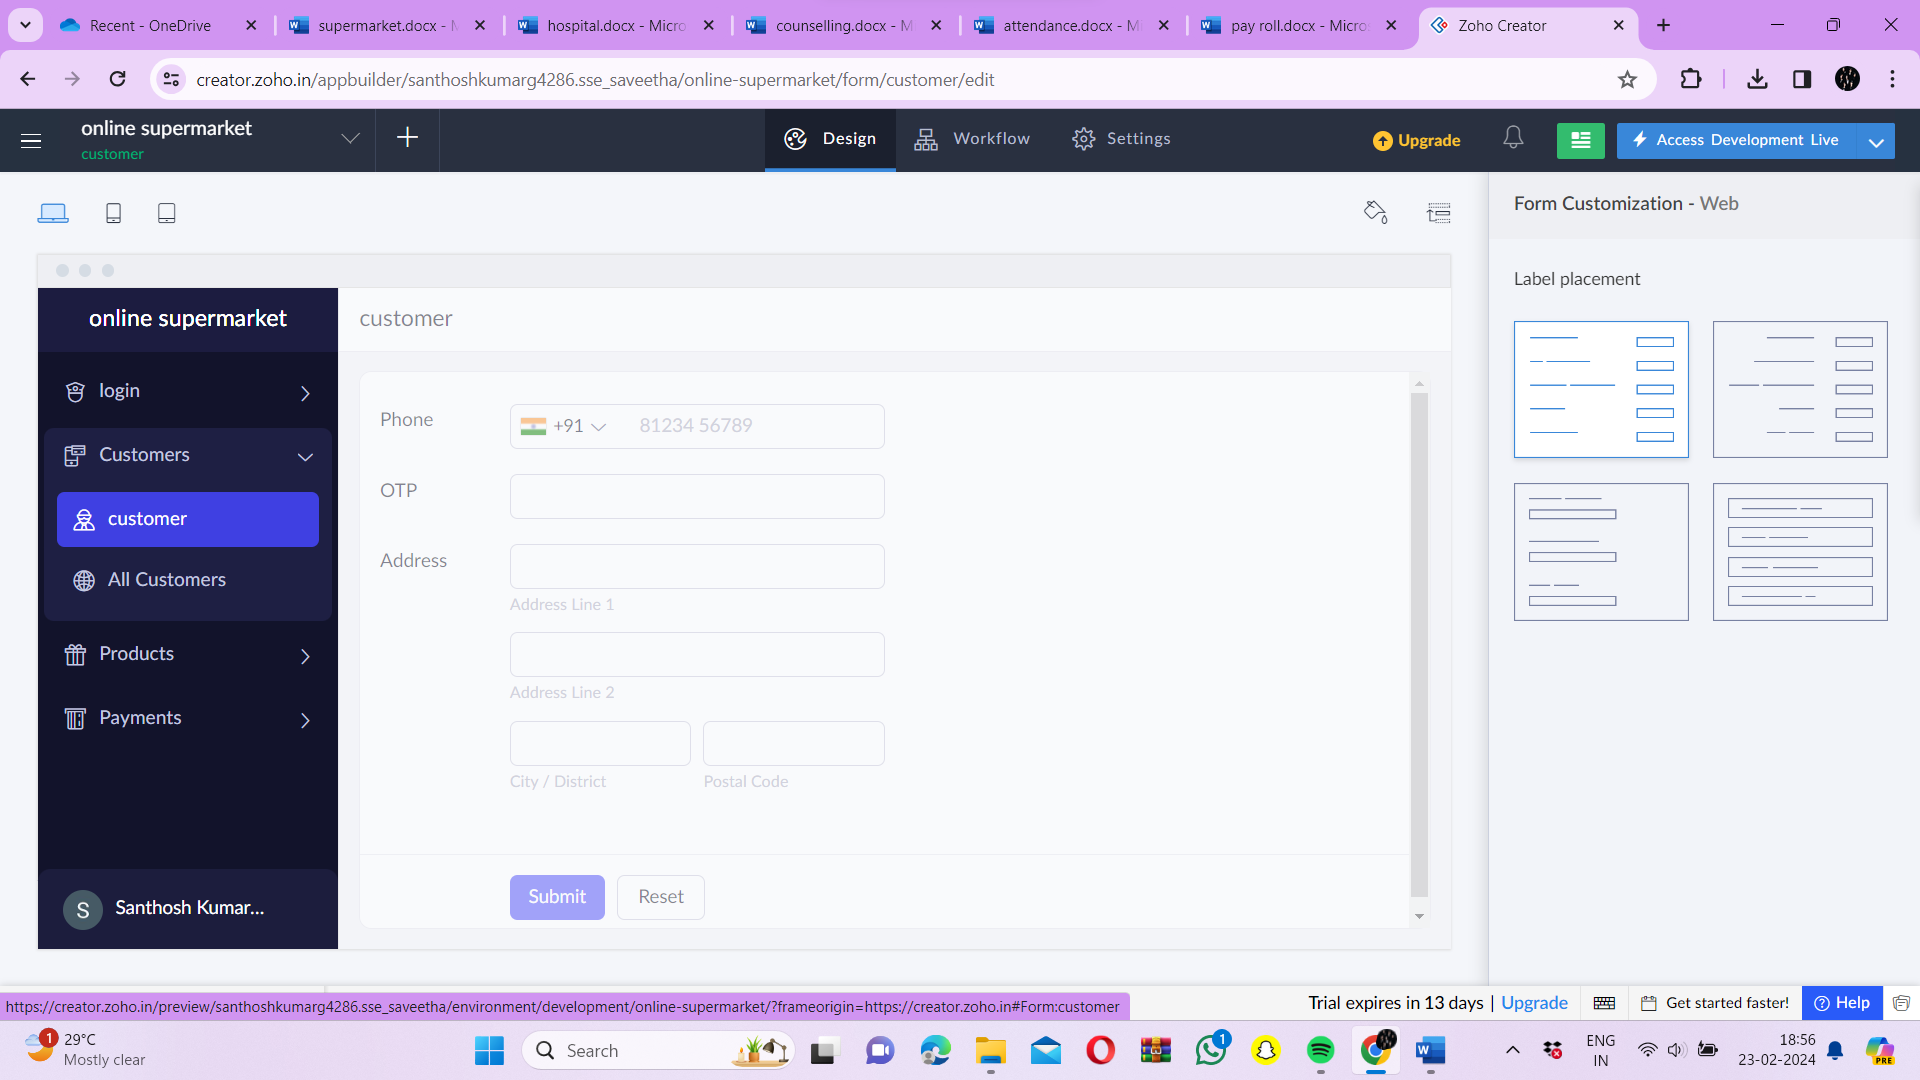 Recent - OneDrive
supermarket.docx - M
hospital.docx - Micro
counselling.docx - M
attendance.docx - Mi
pay roll.docx - Micro
Zoho Creator
creator.zoho.in/appbuilder/santhoshkumarg4286.sse_saveetha/online-supermarket/form/customer/edit
online supermarket
customer
Design
Workflow
Settings
Upgrade
Access Development Live
Form Customization - Web
Label placement
online supermarket
login
Customers
customer
All Customers
Products
Payments
S
Santhosh Kumar...
customer
Phone
+91
81234 56789
OTP
Address
Address Line 1
Address Line 2
City / District
Postal Code
Submit
Reset
https://creator.zoho.in/preview/santhoshkumarg4286.sse_saveetha/environment/development/online-supermarket/?frameorigin=https://creator.zoho.in#Form:customer
Trial expires in 13 days | Upgrade
Get started faster!
Help
1
29°C
Mostly clear
Search
1
ENG
IN
18:56
23-02-2024
PRE